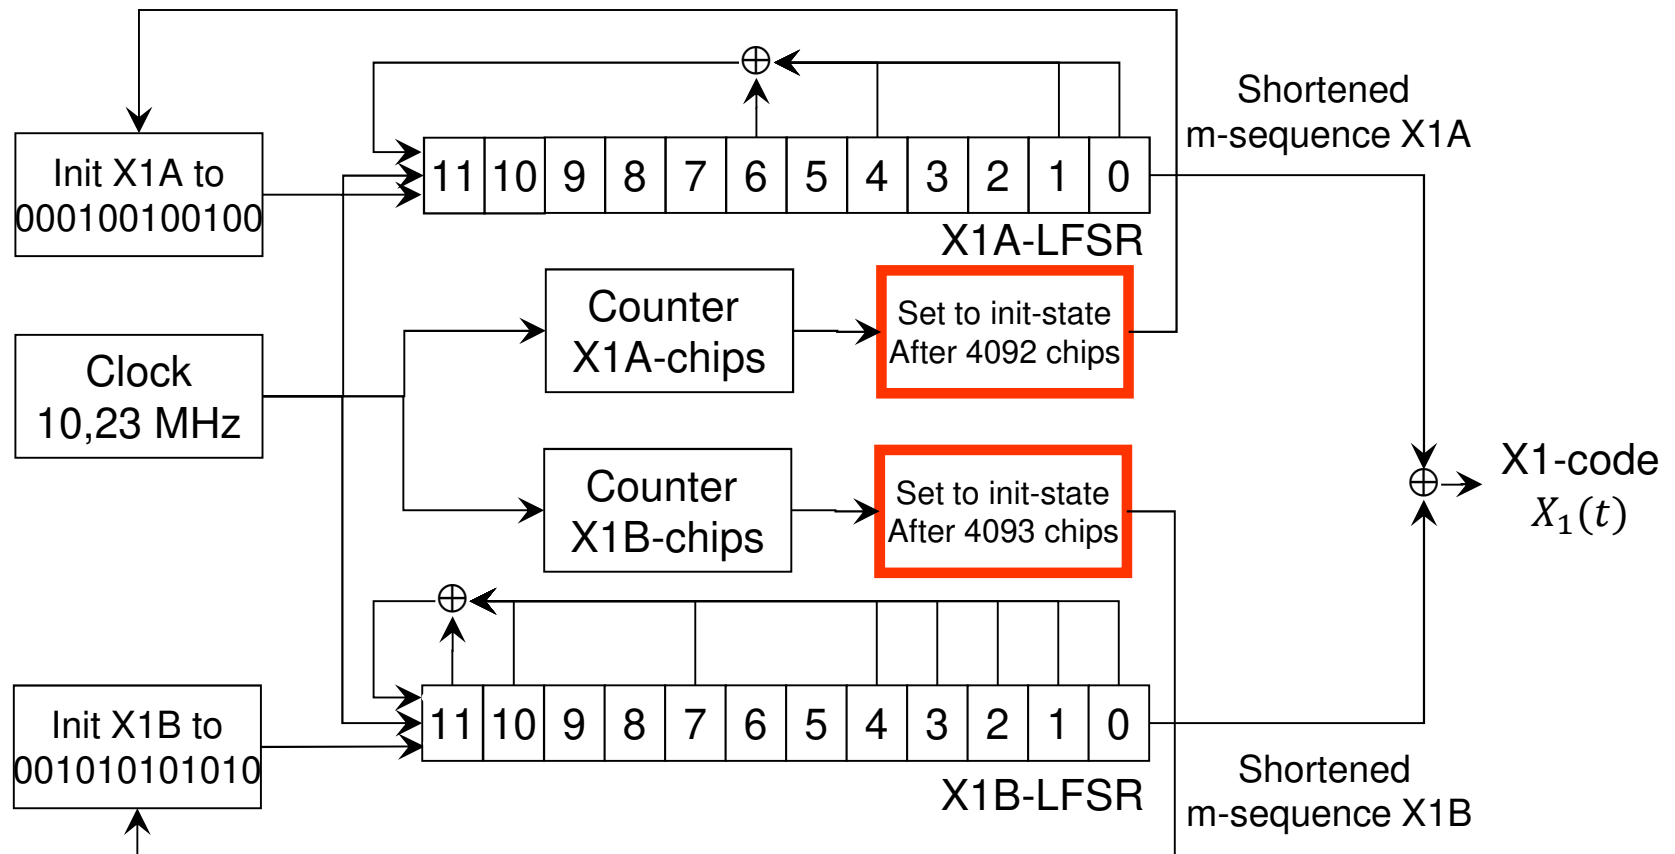 Shortened
m-sequence X1A
Init X1A to
000100100100
11 10 9 8 7 6 5 4 3 2 1 0
X1A-LFSR
Clock
10,23 MHz
Counter
X1A-chips
Set to init-state
After 4092 chips
Counter
X1B-chips
Set to init-state
After 4093 chips
X1-code
X₁(t)
Init X1B to
001010101010
11 10 9 8 7 6 5 4 3 2 1 0
X1B-LFSR
Shortened
m-sequence X1B